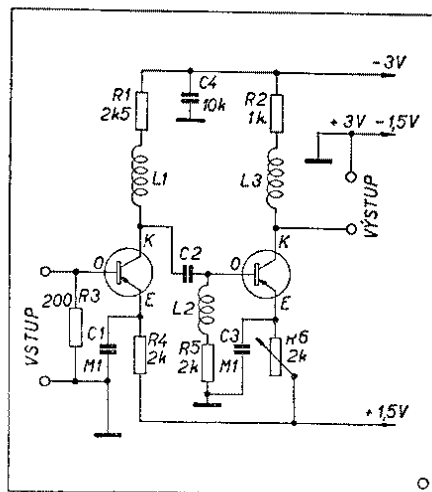 -3V
R1
2k5
C4
10k
R2
1k
+3V -1,5V
L1
L3
VÝSTUP
K
K
C2
O
O
E
E
VSTUP
200
R3
C1
M1
R4
2k
L2
R5
2k
C3
M1
R6
2k
+1,5V